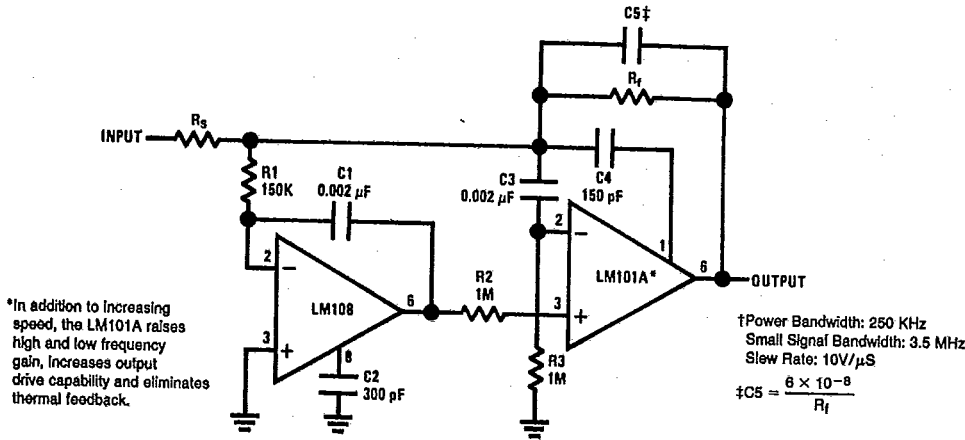 C5‡
Rf
INPUT
Rs
R1
150K
C1
0.002 µF
C3
0.002 µF
C4
150 pF
2
3
6
8
LM108
C2
300 pF
R2
1M
2
3
1
6
LM101A*
R3
1M
OUTPUT
*In addition to increasing
speed, the LM101A raises
high and low frequency
gain, increases output
drive capability and eliminates
thermal feedback.
†Power Bandwidth: 250 KHz
Small Signal Bandwidth: 3.5 MHz
Slew Rate: 10V/µS
‡C5 = 6 × 10−8 / Rf